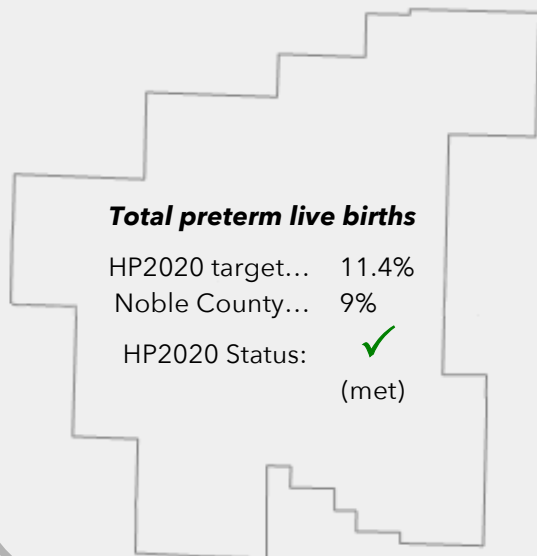 Total preterm live births
HP2020 target… 11.4%
Noble County… 9%
HP2020 Status: ✓
(met)